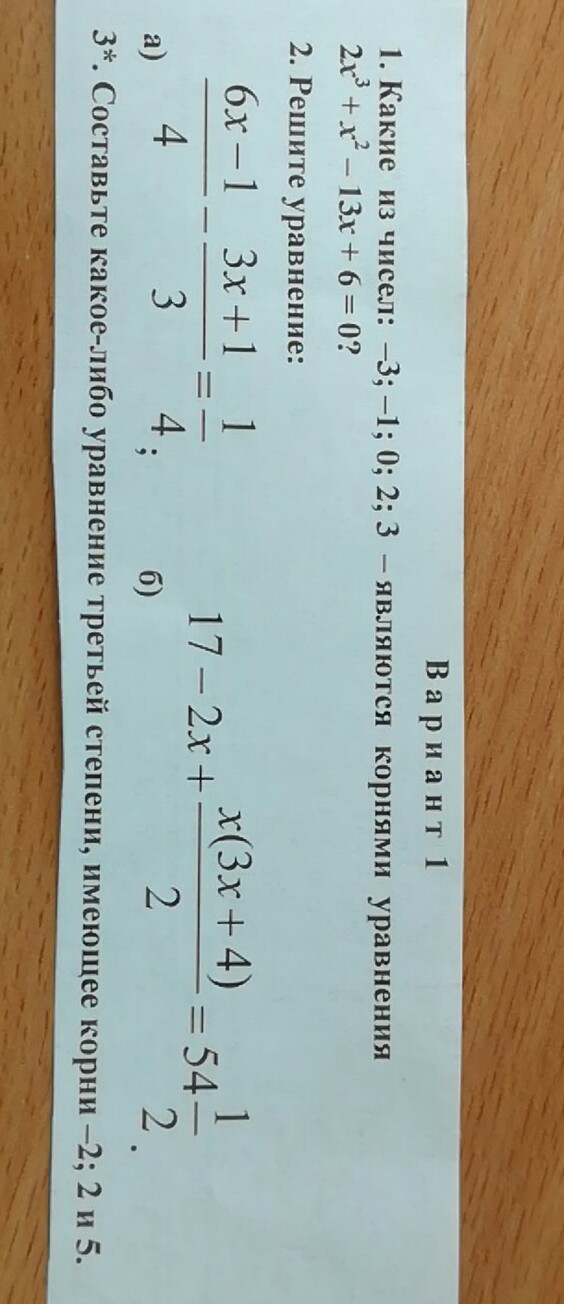 Вариант 1
1. Какие из чисел: –3; –1; 0; 2; 3 – являются корнями уравнения
2x³ + x² – 13x + 6 = 0?
2. Решите уравнение:
а) (6x – 1)/4 – (3x + 1)/3 = 1/4; б) 17 – 2x + x(3x + 4)/2 = 54 1/2.
3*. Составьте какое-либо уравнение третьей степени, имеющее корни –2; 2 и 5.